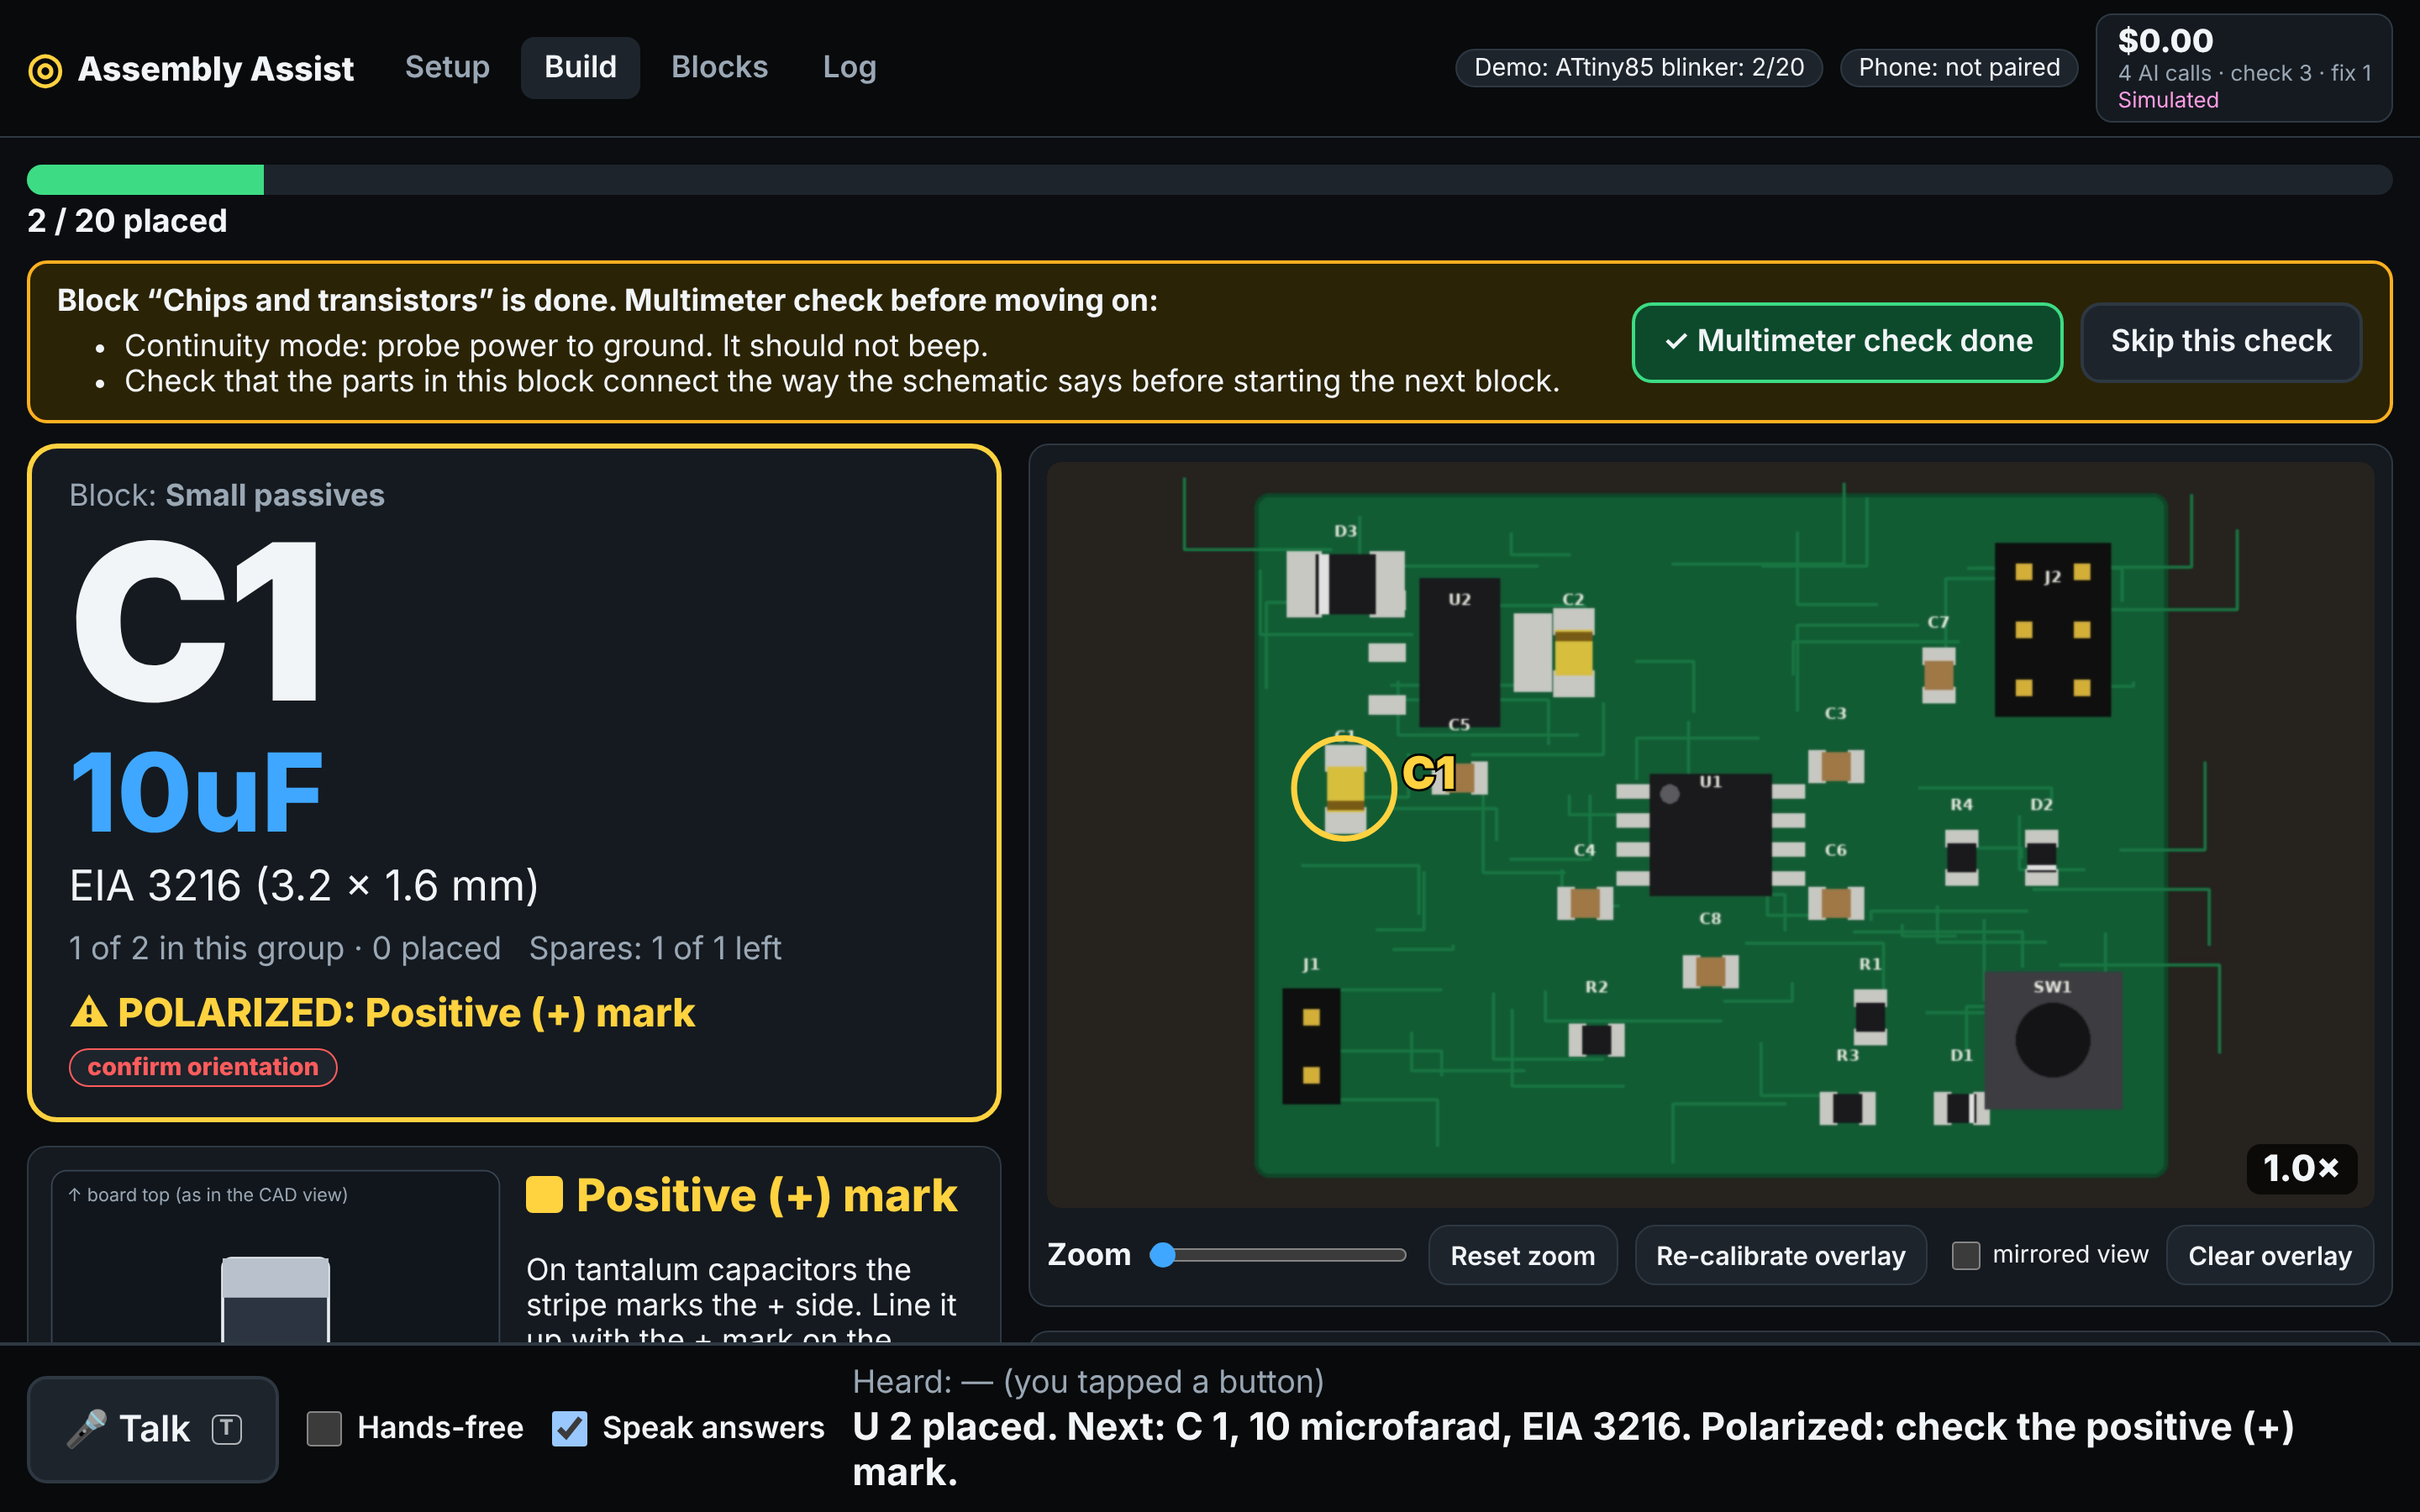 Assembly Assist
Setup
Build
Blocks
Log
Demo: ATtiny85 blinker: 2/20
Phone: not paired
$0.00
4 AI calls · check 3 · fix 1
Simulated
2 / 20 placed
Block “Chips and transistors” is done. Multimeter check before moving on:
• Continuity mode: probe power to ground. It should not beep.
• Check that the parts in this block connect the way the schematic says before starting the next block.
✓ Multimeter check done
Skip this check
Block: Small passives
C1
10uF
EIA 3216 (3.2 × 1.6 mm)
1 of 2 in this group · 0 placed Spares: 1 of 1 left
⚠ POLARIZED: Positive (+) mark
confirm orientation
↑ board top (as in the CAD view)
Positive (+) mark
On tantalum capacitors the
stripe marks the + side. Line it
up with the + mark on the
D3
U2
C2
J2
C7
C5
C3
C1
C1
U1
R4
D2
C4
C6
C8
J1
R2
R1
SW1
R3
D1
1.0×
Zoom
Reset zoom
Re-calibrate overlay
mirrored view
Clear overlay
🎤 Talk T
Hands-free
Speak answers
Heard: — (you tapped a button)
U 2 placed. Next: C 1, 10 microfarad, EIA 3216. Polarized: check the positive (+)
mark.